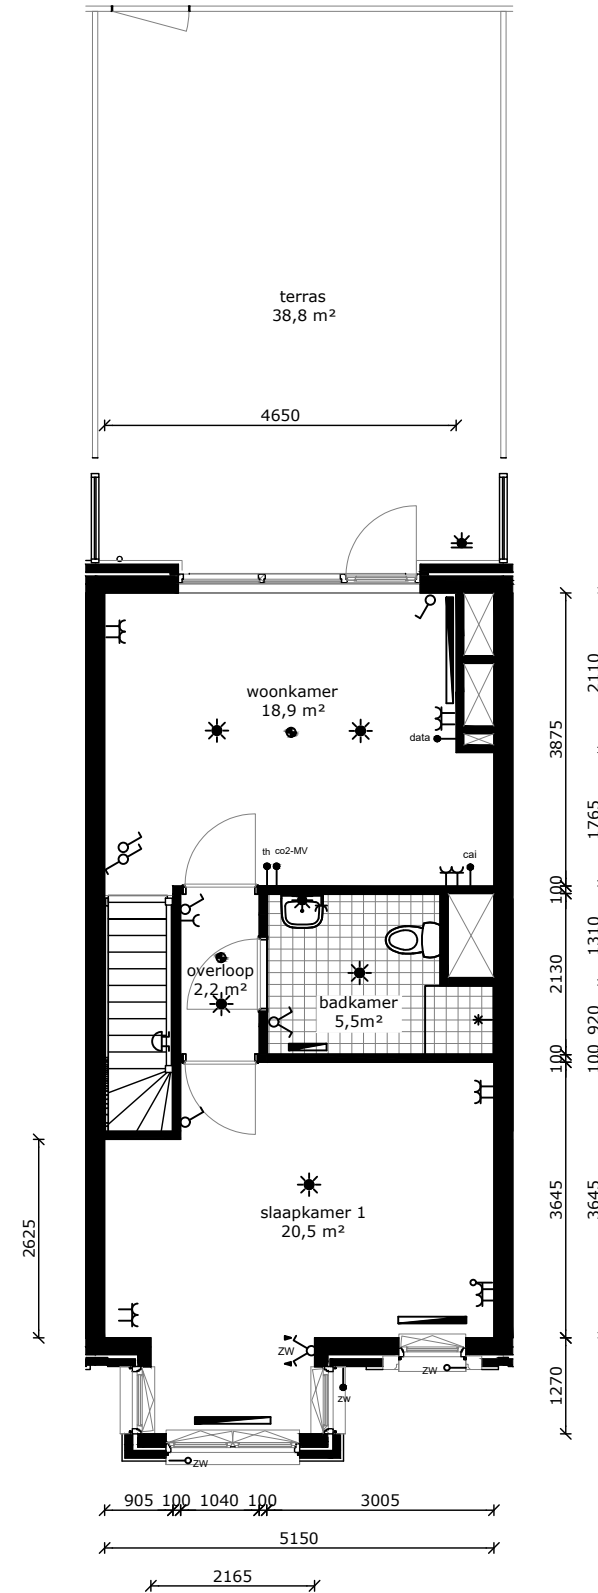 terras
38,8 m²
4650
woonkamer
18,9 m²
data
2110
3875
1765
th co2-MV
cai
100
overloop
2,2 m²
badkamer
5,5m²
2130
1310
920
100
100
slaapkamer 1
20,5 m²
2625
3645
3645
ZW
ZW
zw
1270
ZW
905 100 1040 100 3005
5150
2165